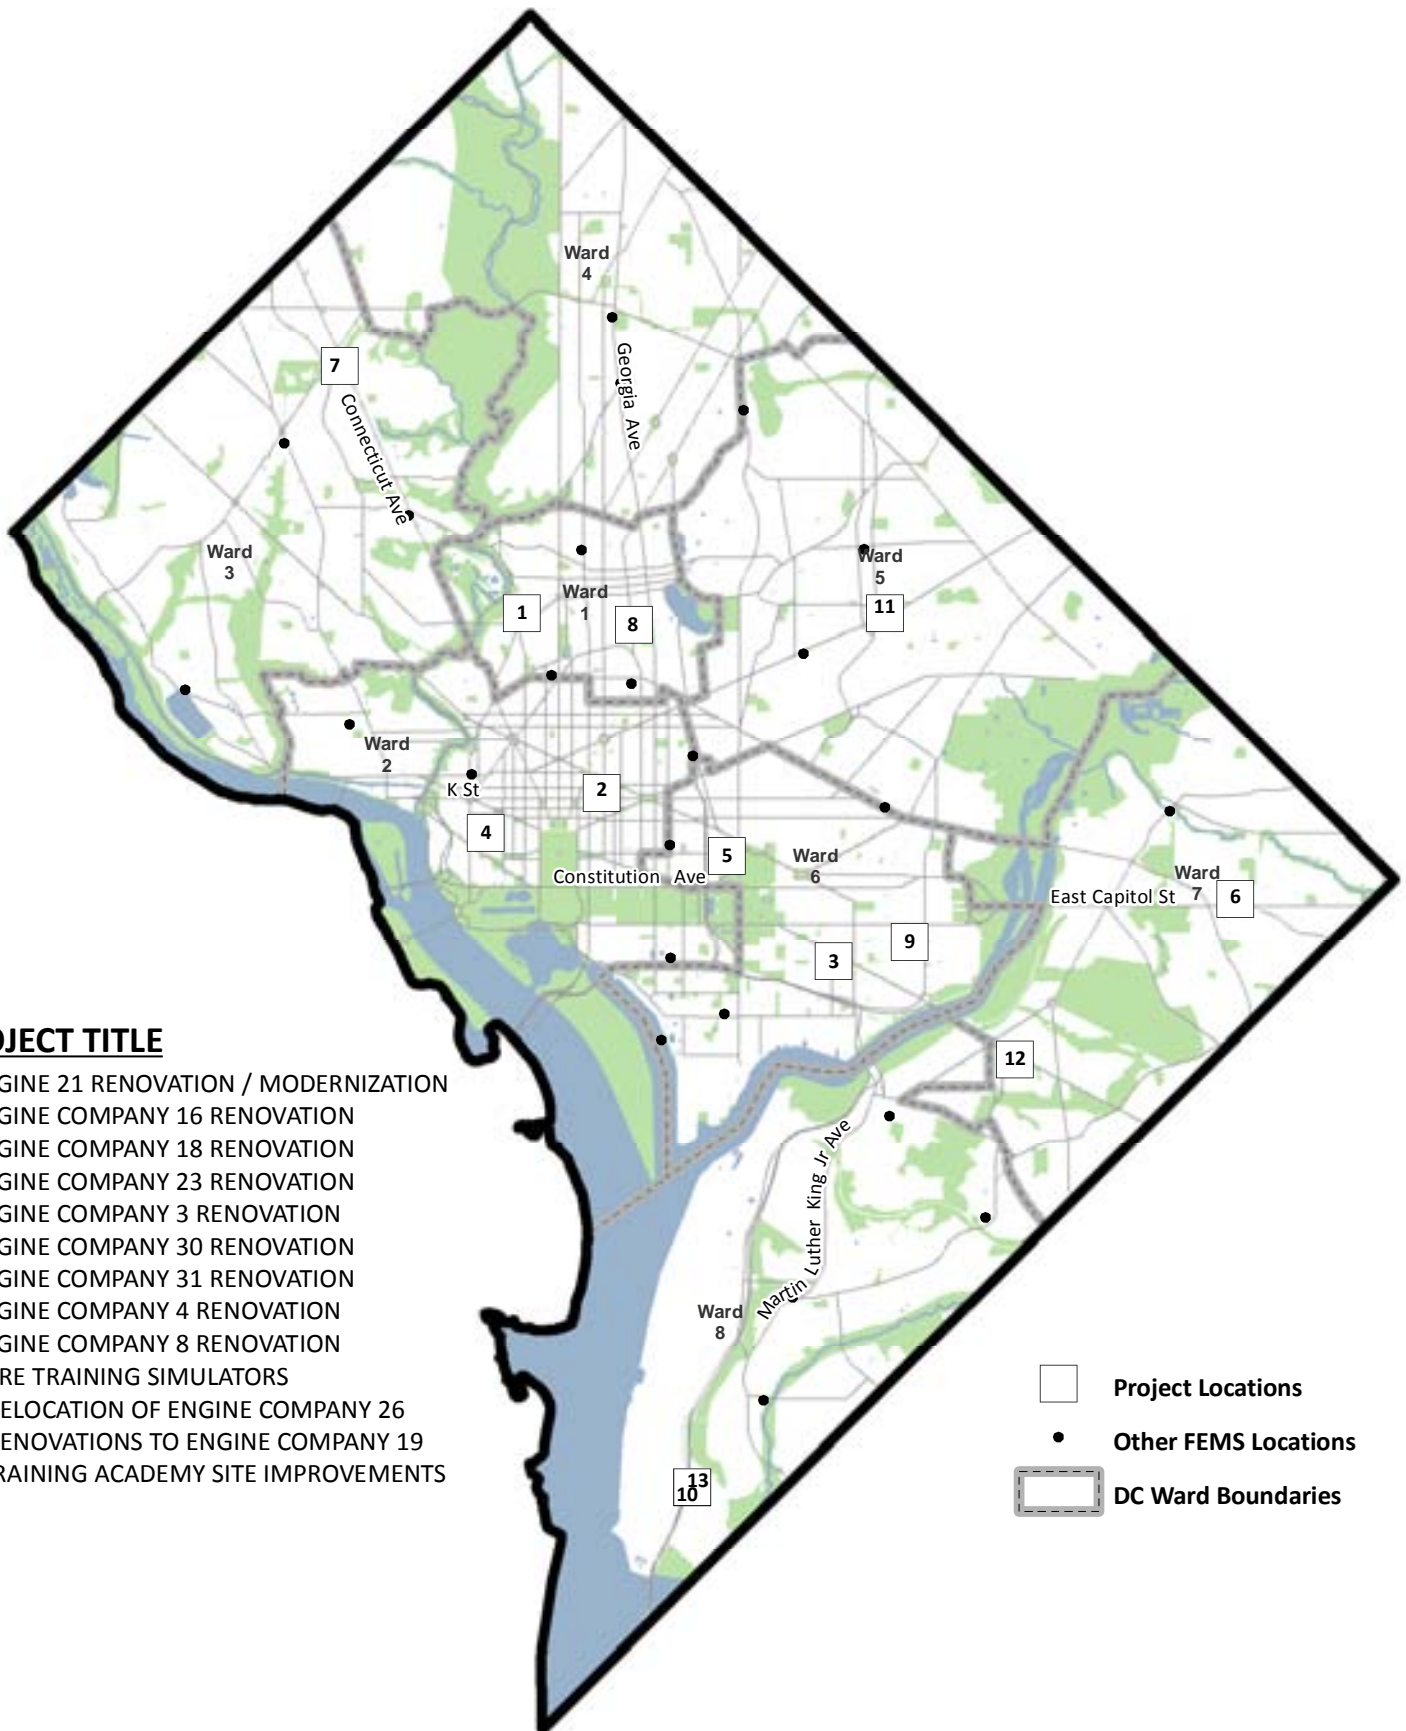 Ward
4
7
Georgia Ave
Connecticut Ave
Ward
3
Ward
5
Ward
1
1
8
11
Ward
2
K St
2
4
5
Ward
6
Constitution Ave
Ward
7
East Capitol St
6
9
3
12
Martin Luther King Jr Ave
Ward
8
13
10
OJECT TITLE
GINE 21 RENOVATION / MODERNIZATION
GINE COMPANY 16 RENOVATION
GINE COMPANY 18 RENOVATION
GINE COMPANY 23 RENOVATION
GINE COMPANY 3 RENOVATION
GINE COMPANY 30 RENOVATION
GINE COMPANY 31 RENOVATION
GINE COMPANY 4 RENOVATION
GINE COMPANY 8 RENOVATION
RE TRAINING SIMULATORS
ELOCATION OF ENGINE COMPANY 26
ENOVATIONS TO ENGINE COMPANY 19
RAINING ACADEMY SITE IMPROVEMENTS
Project Locations
Other FEMS Locations
DC Ward Boundaries